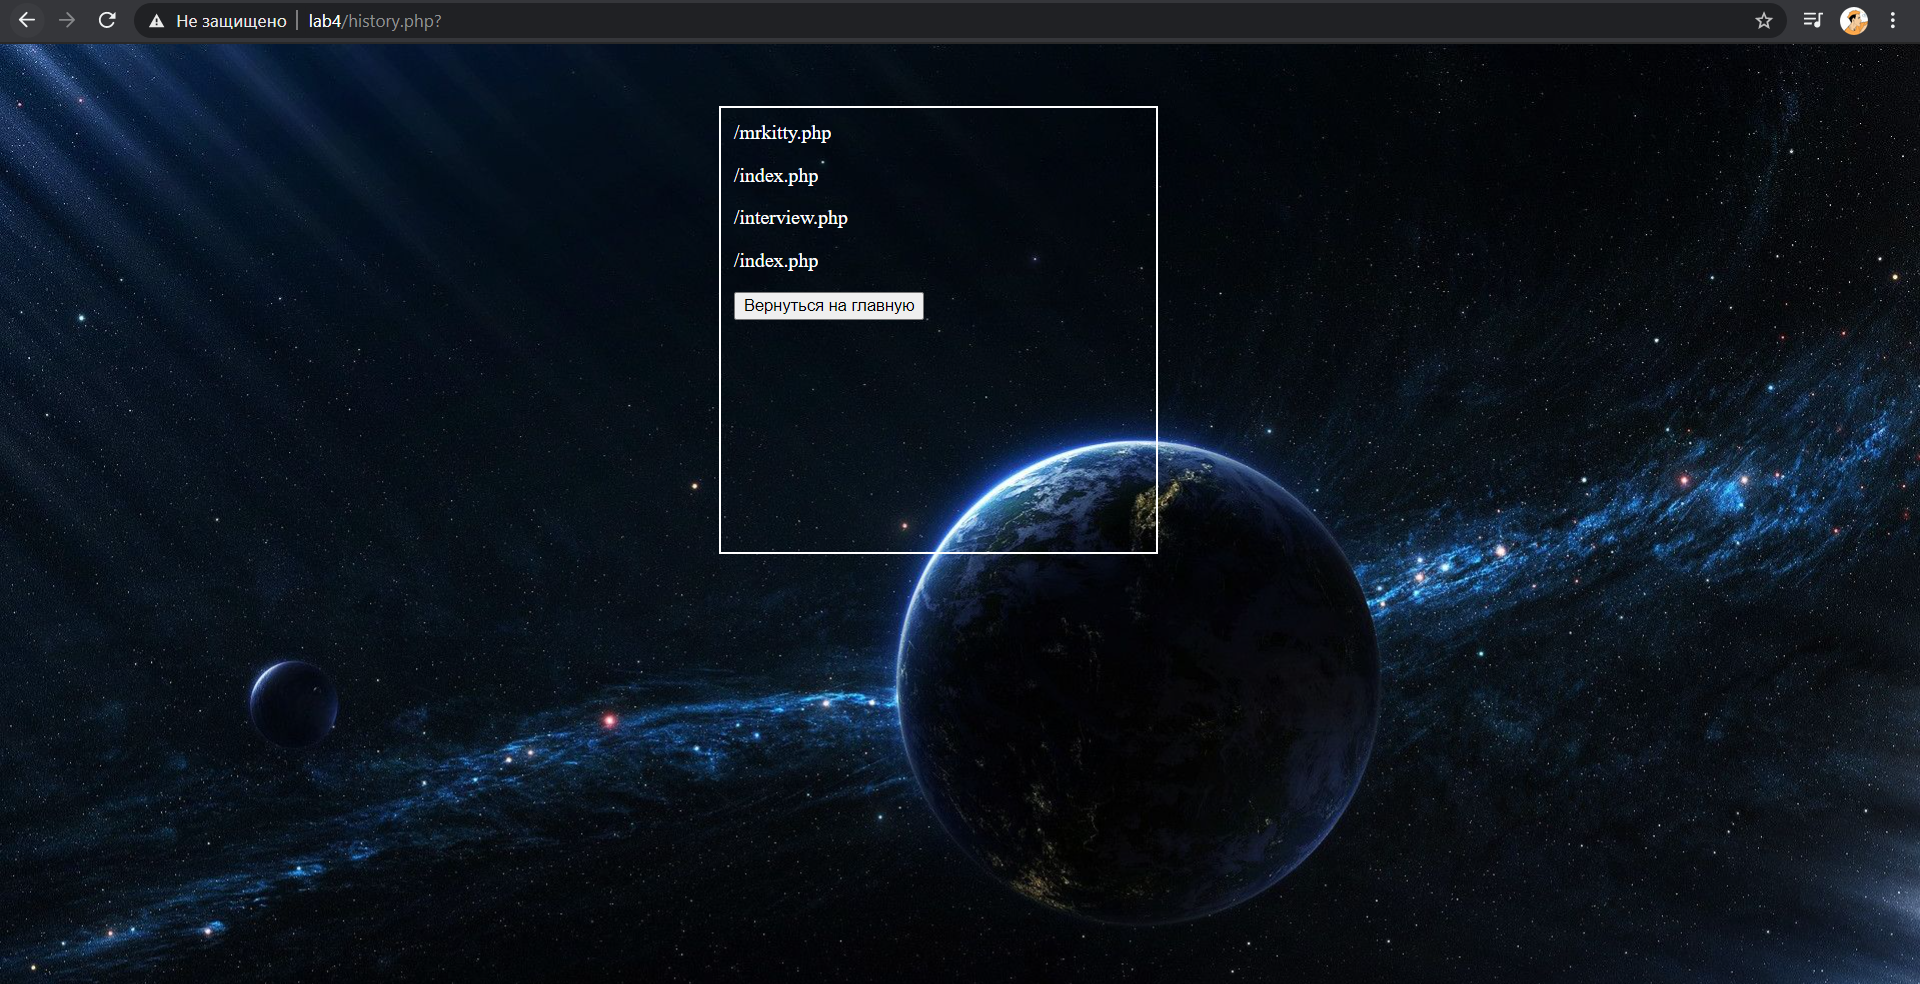 Не защищено | lab4/history.php?
/mrkitty.php
/index.php
/interview.php
/index.php
Вернуться на главную